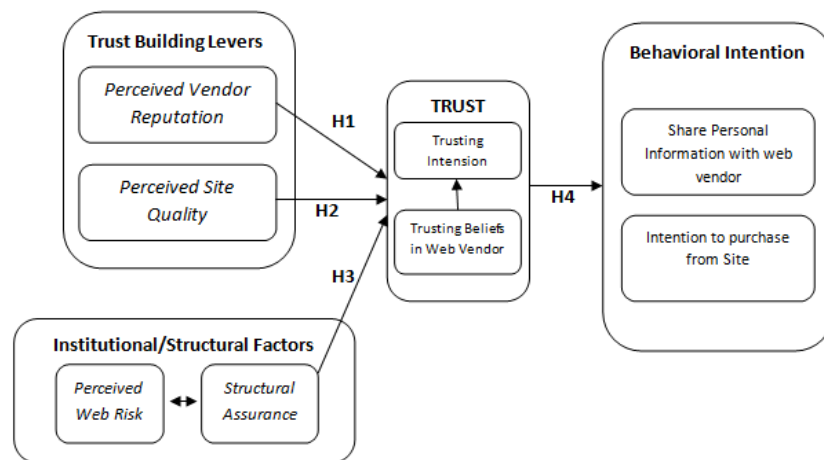 Trust Building Levers
Perceived Vendor
Reputation
Perceived Site
Quality
H1
H2
H3
Institutional/Structural Factors
Perceived
Web Risk
Structural
Assurance
TRUST
Trusting
Intension
Trusting Beliefs
in Web Vendor
H4
Behavioral Intention
Share Personal
Information with web
vendor
Intention to purchase
from Site